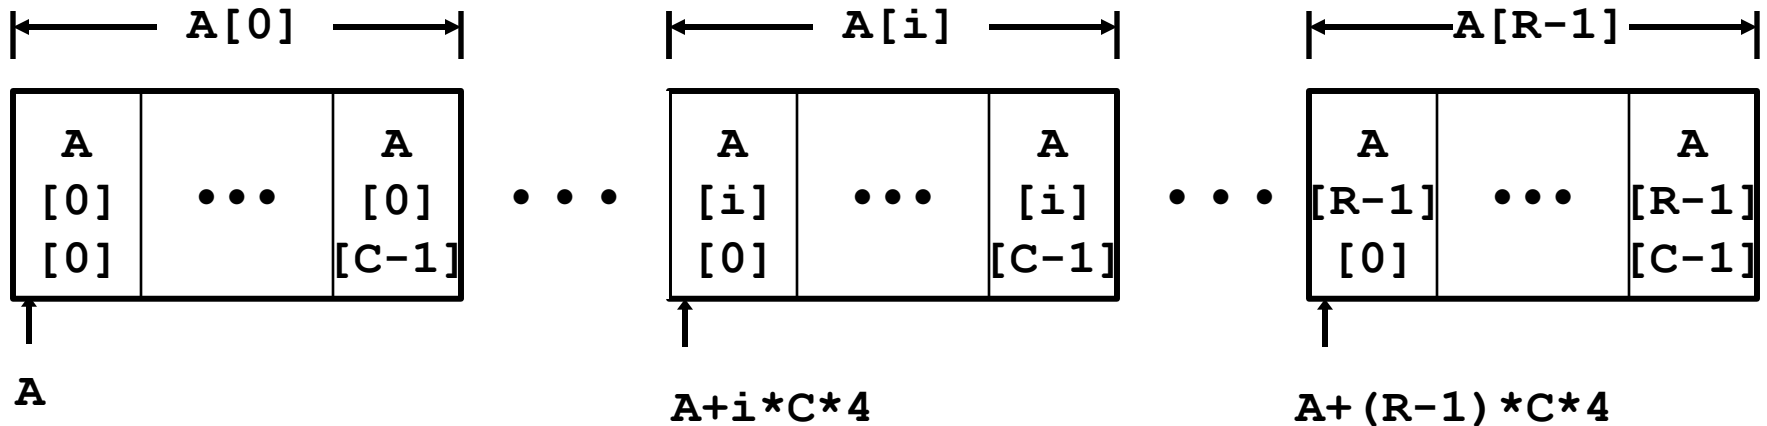 A[0] A[i] A[R-1]
A ••• A • • • A ••• A • • • A ••• A
[0] [0] [i] [i] [R-1] [R-1]
[0] [C-1] [0] [C-1] [0] [C-1]
A A+i*C*4 A+(R-1)*C*4